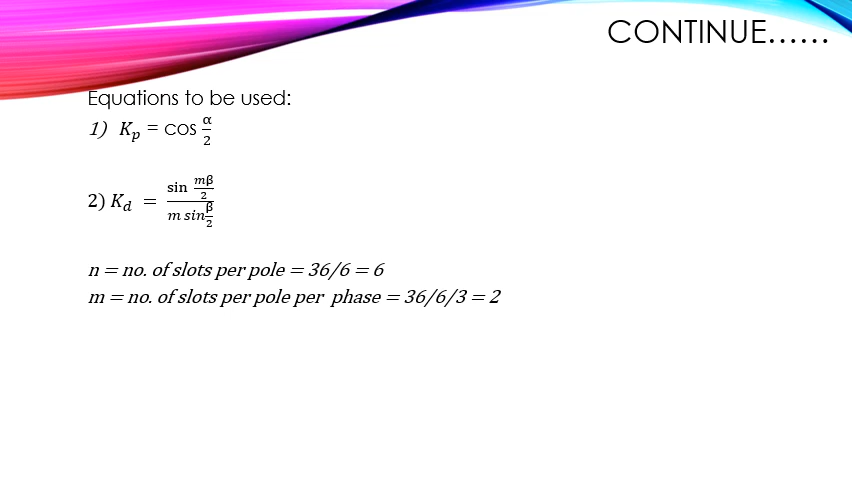 CONTINUE……
Equations to be used:
1) Kₚ = cos α/2
2) K_d = sin mβ/2 / m sin β/2
n = no. of slots per pole = 36/6 = 6
m = no. of slots per pole per phase = 36/6/3 = 2